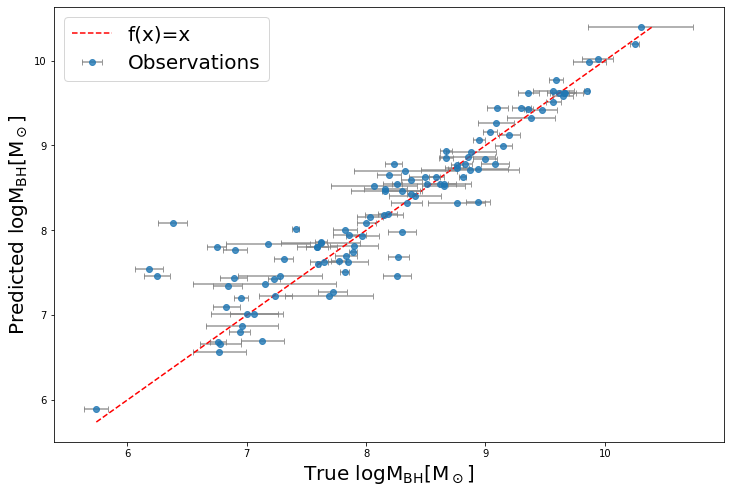 f(x)=x
Observations
Predicted logM_BH[M_⊙]
10
9
8
7
6
6
7
8
9
10
True logM_BH[M_⊙]